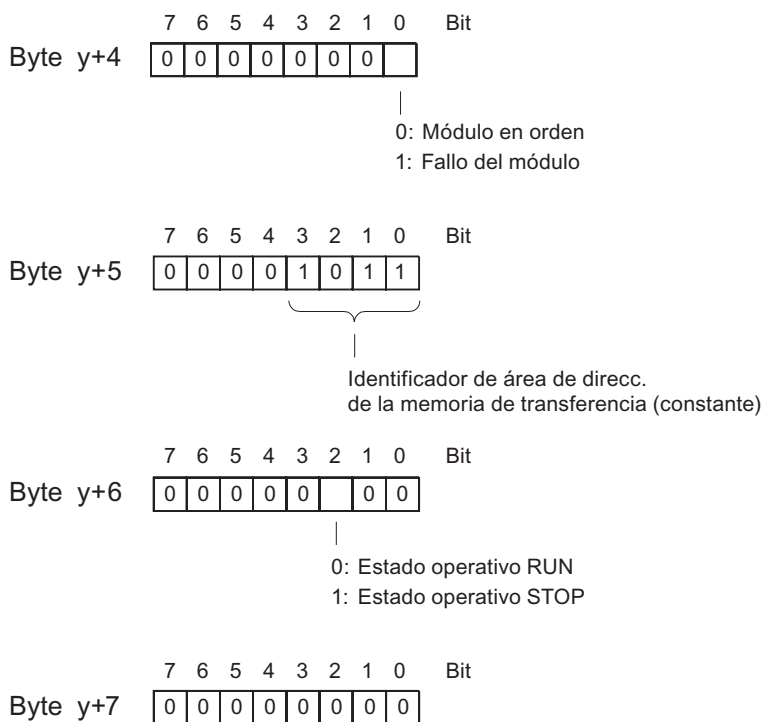 7 6 5 4 3 2 1 0 Bit
Byte y+4 0 0 0 0 0 0 0
0: Módulo en orden
1: Fallo del módulo
7 6 5 4 3 2 1 0 Bit
Byte y+5 0 0 0 0 1 0 1 1
Identificador de área de direcc.
de la memoria de transferencia (constante)
7 6 5 4 3 2 1 0 Bit
Byte y+6 0 0 0 0 0 0 0
0: Estado operativo RUN
1: Estado operativo STOP
7 6 5 4 3 2 1 0 Bit
Byte y+7 0 0 0 0 0 0 0 0